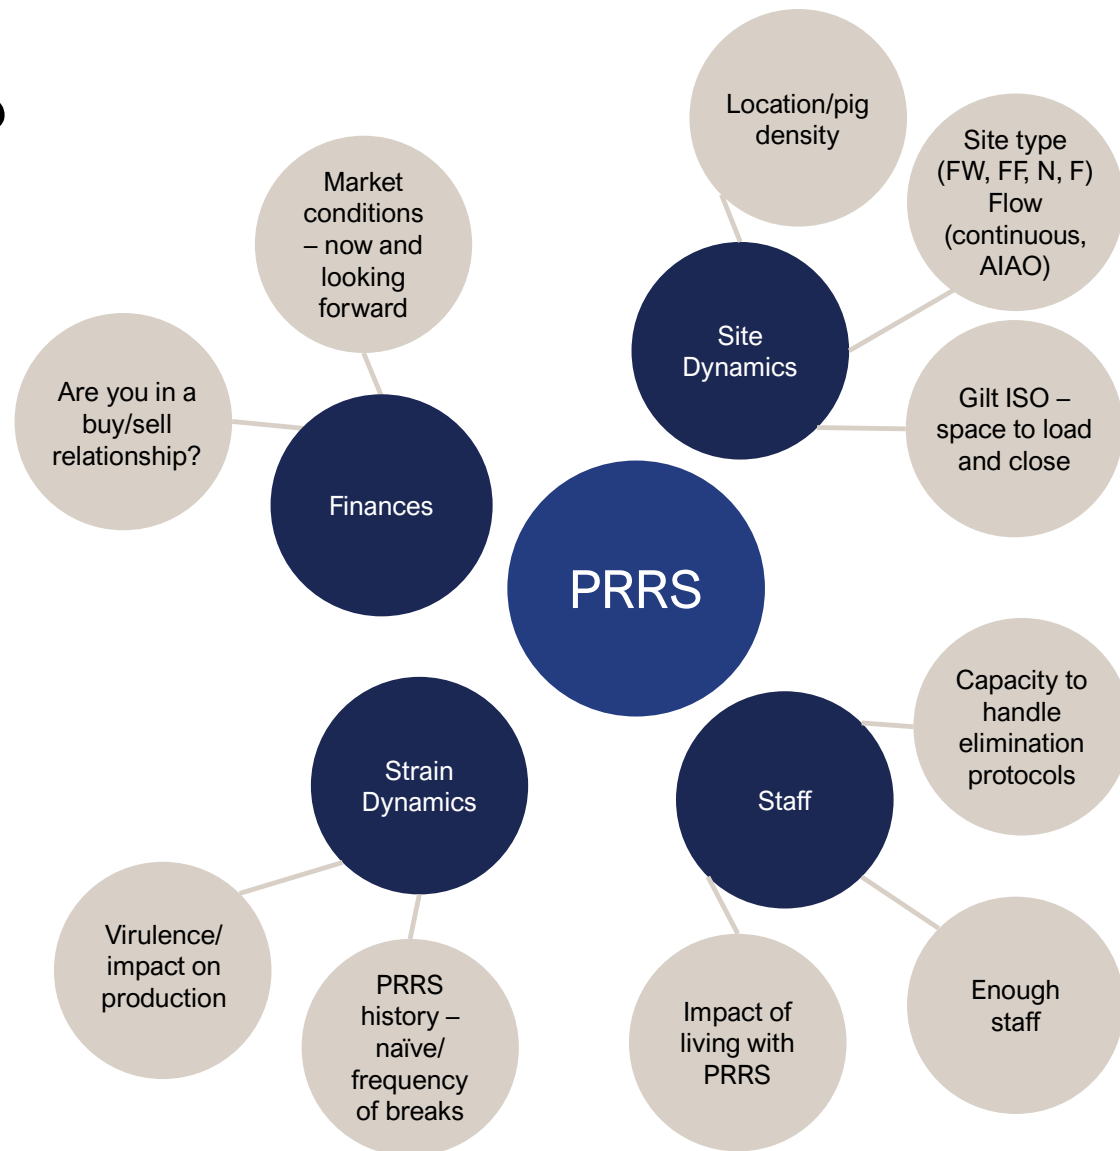 Location/pig
density
Site type
(FW, FF, N, F)
Flow
(continuous,
AIAO)
Market
conditions
– now and
looking
forward
Site
Dynamics
Are you in a
buy/sell
relationship?
Gilt ISO –
space to load
and close
Finances
PRRS
Capacity to
handle
elimination
protocols
Strain
Dynamics
Staff
Virulence/
impact on
production
PRRS
history –
naïve/
frequency
of breaks
Impact of
living with
PRRS
Enough
staff